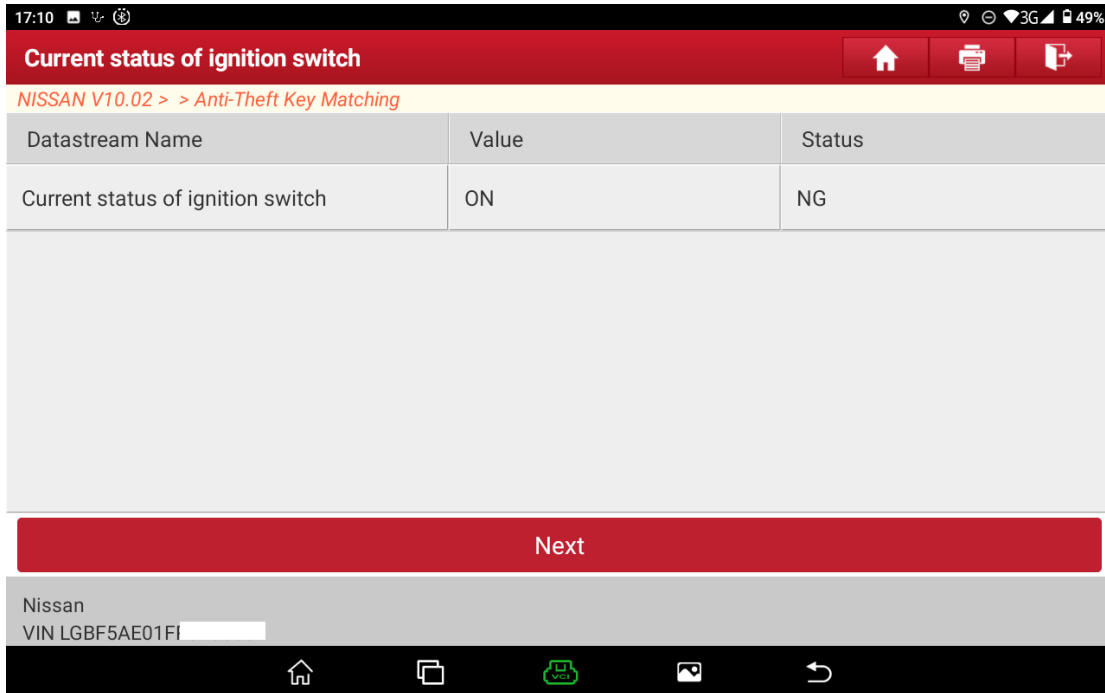 17:10 3G 49%
Current status of ignition switch
NISSAN V10.02 > > Anti-Theft Key Matching
Datastream Name Value Status
Current status of ignition switch ON NG
Next
Nissan
VIN LGBF5AE01F
VCI